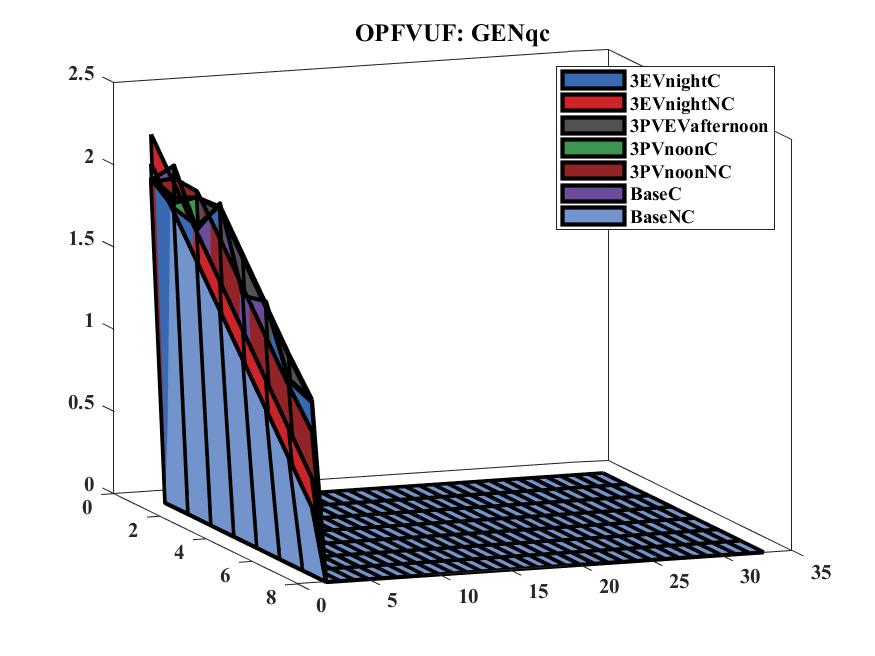 OPFVUF: GENqc
3EVnightC
3EVnightNC
3PVEVafternoon
3PVnoonC
3PVnoonNC
BaseC
BaseNC
2.5
2
1.5
1
0.5
0
0
2
4
6
8
0
5
10
15
20
25
30
35